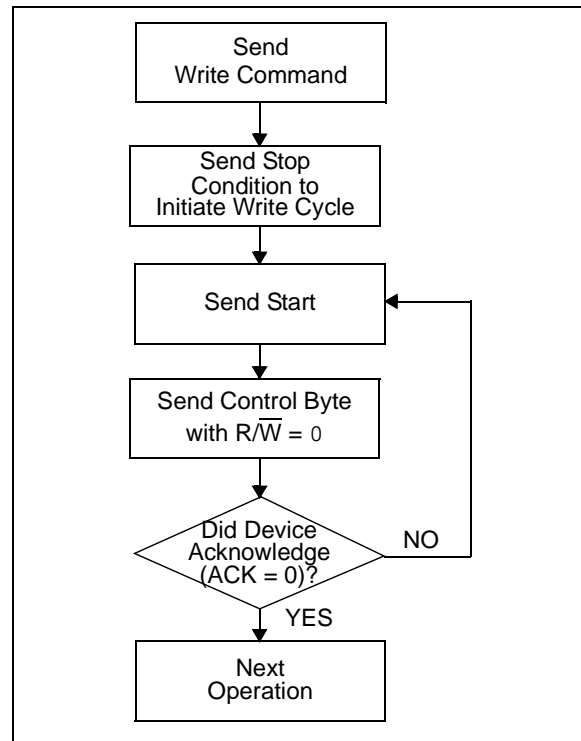 Send
Write Command
Send Stop
Condition to
Initiate Write Cycle
Send Start
Send Control Byte
with R/W̅ = 0
Did Device
Acknowledge
(ACK = 0)?
NO
YES
Next
Operation